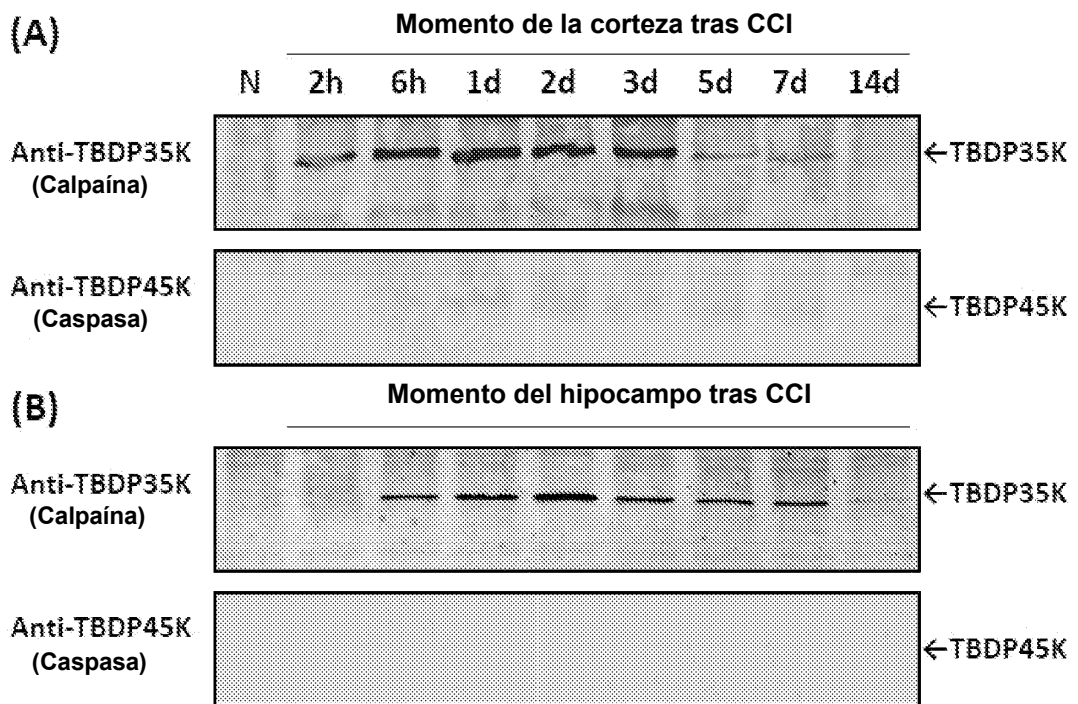 (A)
Momento de la corteza tras CCI
N 2h 6h 1d 2d 3d 5d 7d 14d
Anti-TBDP35K
(Calpaína)
←TBDP35K
Anti-TBDP45K
(Caspasa)
←TBDP45K
(B)
Momento del hipocampo tras CCI
Anti-TBDP35K
(Calpaína)
←TBDP35K
Anti-TBDP45K
(Caspasa)
←TBDP45K